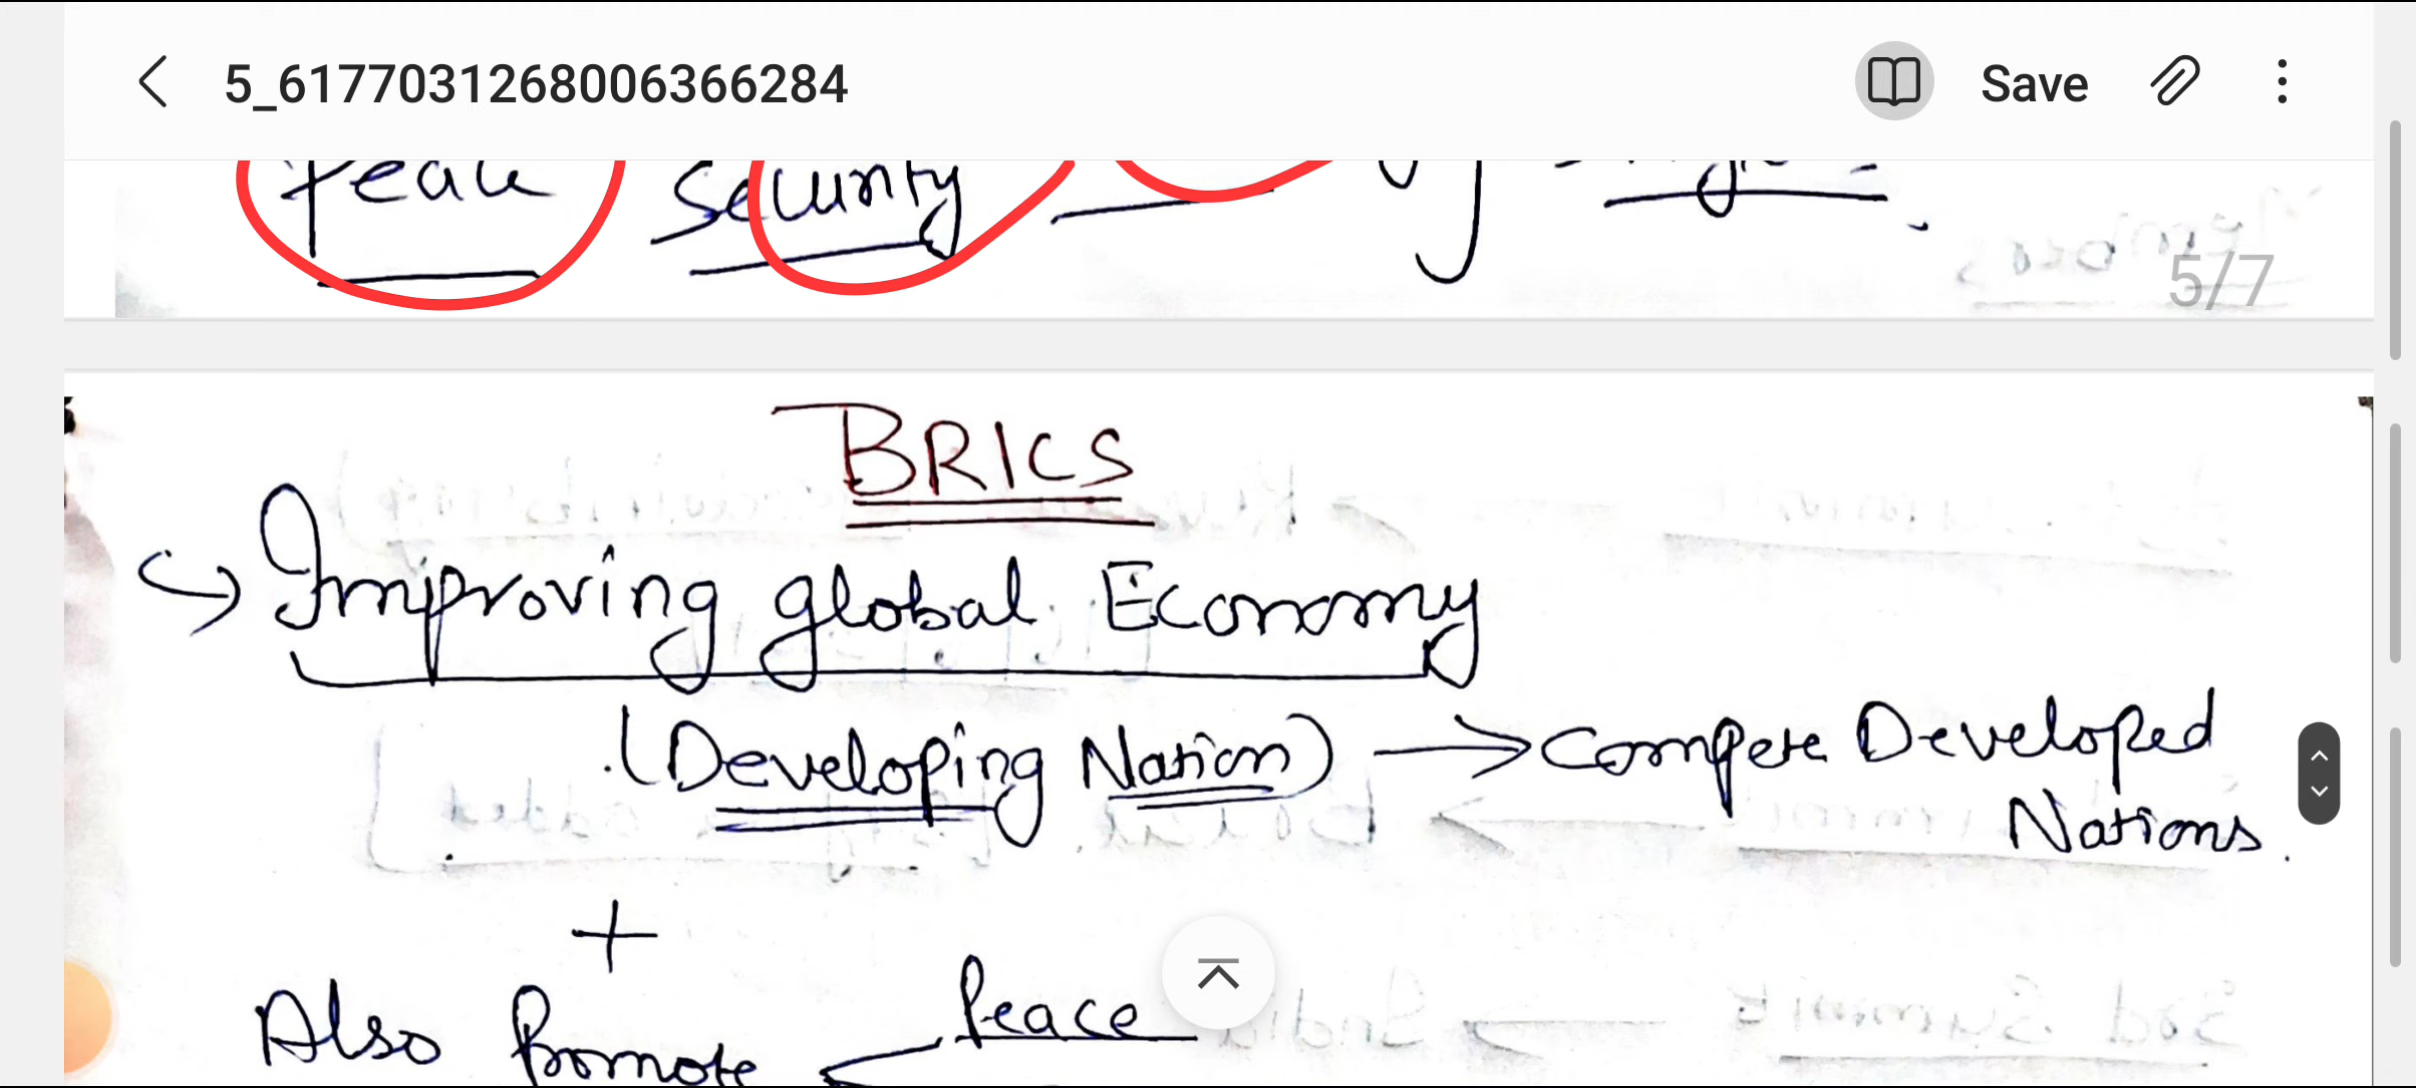 5_6177031268006366284
Save
Peace Security
5/7
BRICS
↪ Improving global Economy
(Developing Nation) → Compete Developed
Nations.
+
Also Promote Peace